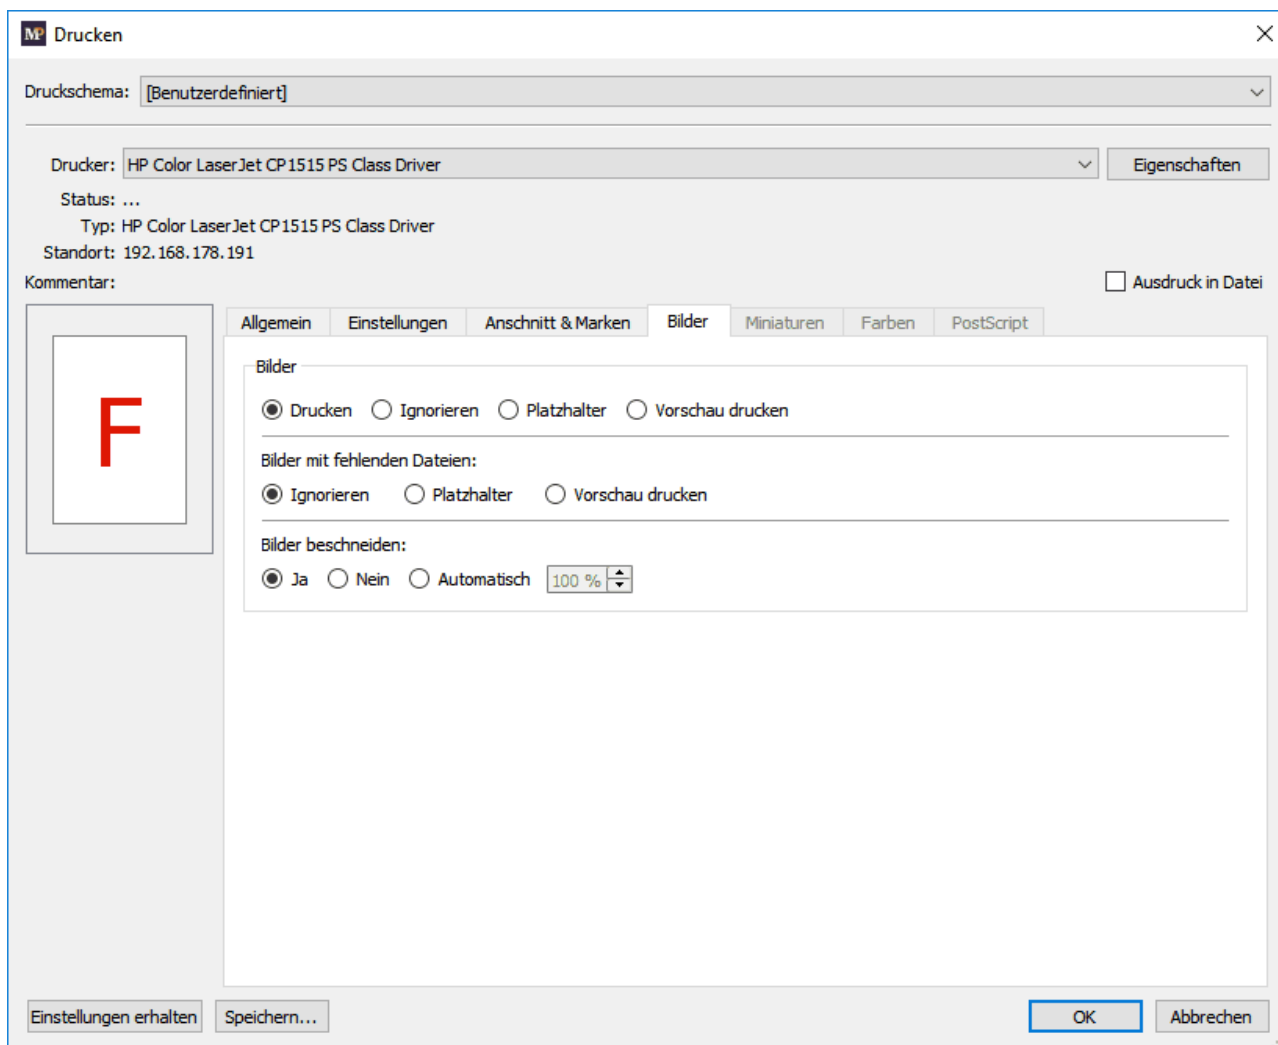 MP Drucken
Druckschema: [Benutzerdefiniert]
Drucker: HP Color LaserJet CP1515 PS Class Driver Eigenschaften
Status: ...
Typ: HP Color LaserJet CP1515 PS Class Driver
Standort: 192.168.178.191
Kommentar: Ausdruck in Datei
Allgemein Einstellungen Anschnitt & Marken Bilder Miniaturen Farben PostScript
F
Bilder
Drucken Ignorieren Platzhalter Vorschau drucken
Bilder mit fehlenden Dateien:
Ignorieren Platzhalter Vorschau drucken
Bilder beschneiden:
Ja Nein Automatisch 100 %
Einstellungen erhalten Speichern... OK Abbrechen